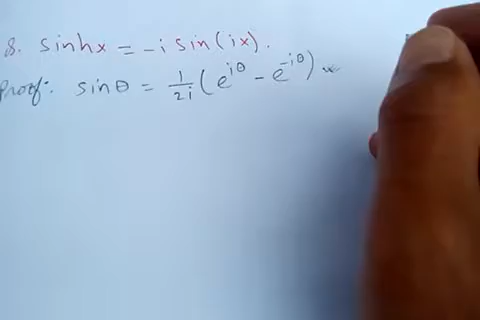 8. sinhx = -i sin(ix).
Proof: sinθ = 1/2i (e^iθ - e^-iθ)